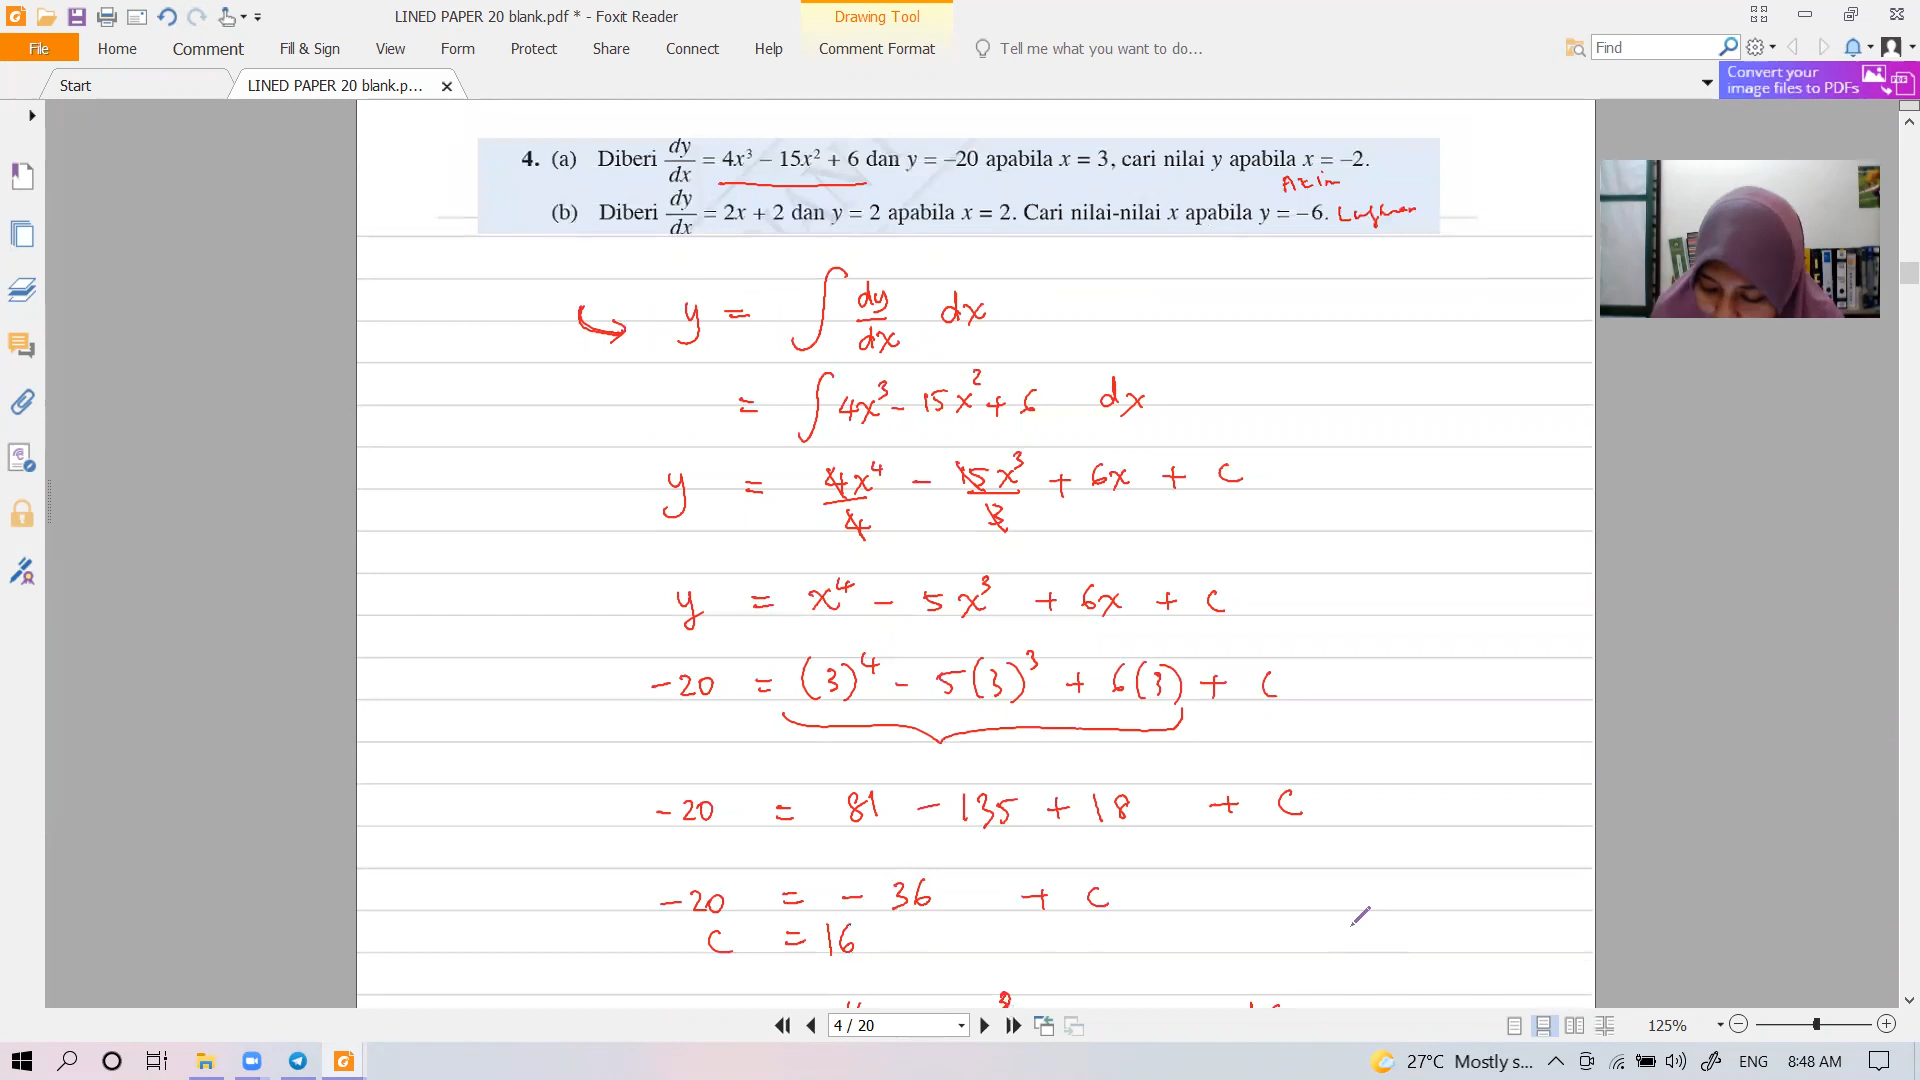 LINED PAPER 20 blank.pdf * - Foxit Reader
Drawing Tool
File Home Comment Fill & Sign View Form Protect Share Connect Help Comment Format Tell me what you want to do... Find
Start LINED PAPER 20 blank.p...
Convert your
image files to PDFs
4. (a) Diberi dy/dx = 4x³ – 15x² + 6 dan y = –20 apabila x = 3, cari nilai y apabila x = –2.
Azim
(b) Diberi dy/dx = 2x + 2 dan y = 2 apabila x = 2. Cari nilai-nilai x apabila y = –6. Luqman
y = ∫ dy/dx dx
= ∫ 4x³ - 15x² + 6 dx
y = 4x⁴/4 - 15x³/3 + 6x + c
y = x⁴ - 5x³ + 6x + c
-20 = (3)⁴ - 5(3)³ + 6(3) + c
-20 = 81 - 135 + 18 + c
-20 = - 36 + c
c = 16
4 / 20
125%
27°C Mostly s... ENG 8:48 AM